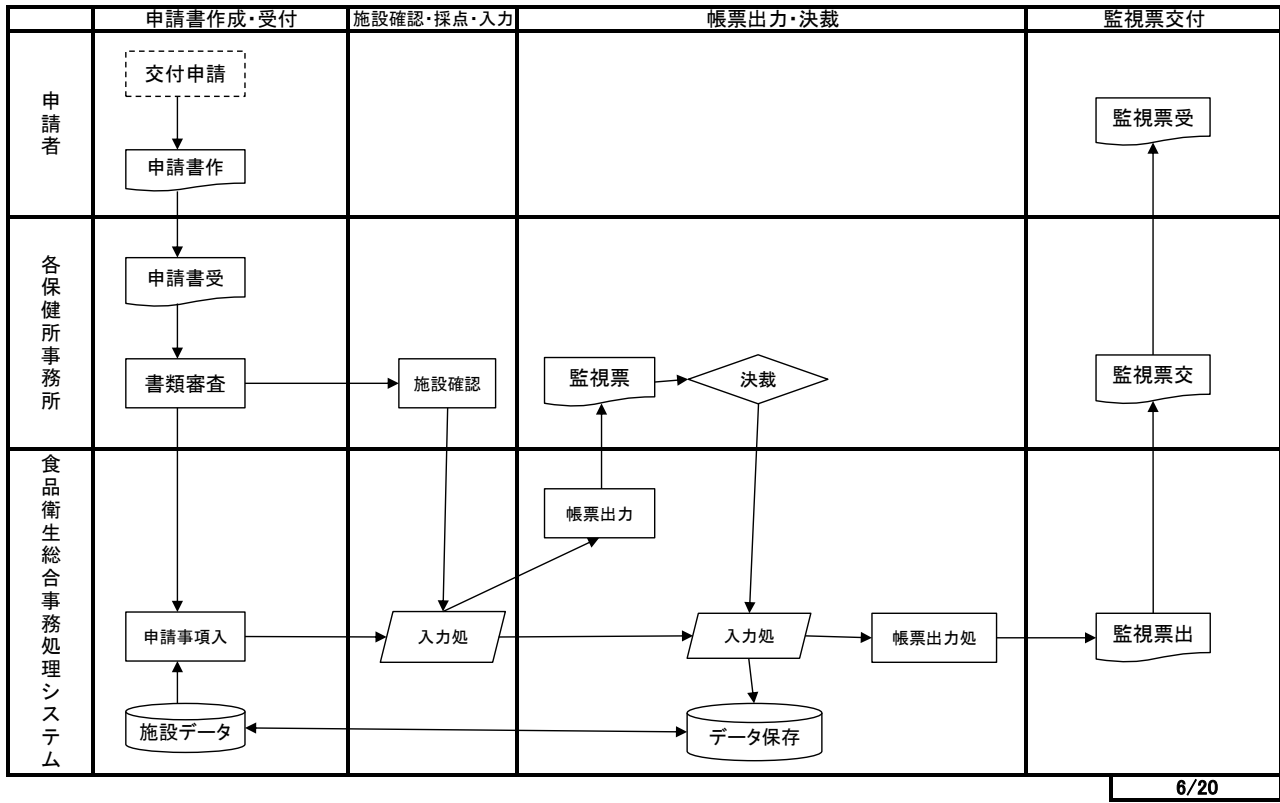 申請書作成・受付
施設確認・採点・入力
帳票出力・決裁
監視票交付
申請者
交付申請
申請書作
監視票受
各保健所事務所
申請書受
書類審査
施設確認
監視票
決裁
監視票交
食品衛生総合事務処理システム
帳票出力
申請事項入
入力処
入力処
帳票出力処
監視票出
施設データ
データ保存
6/20